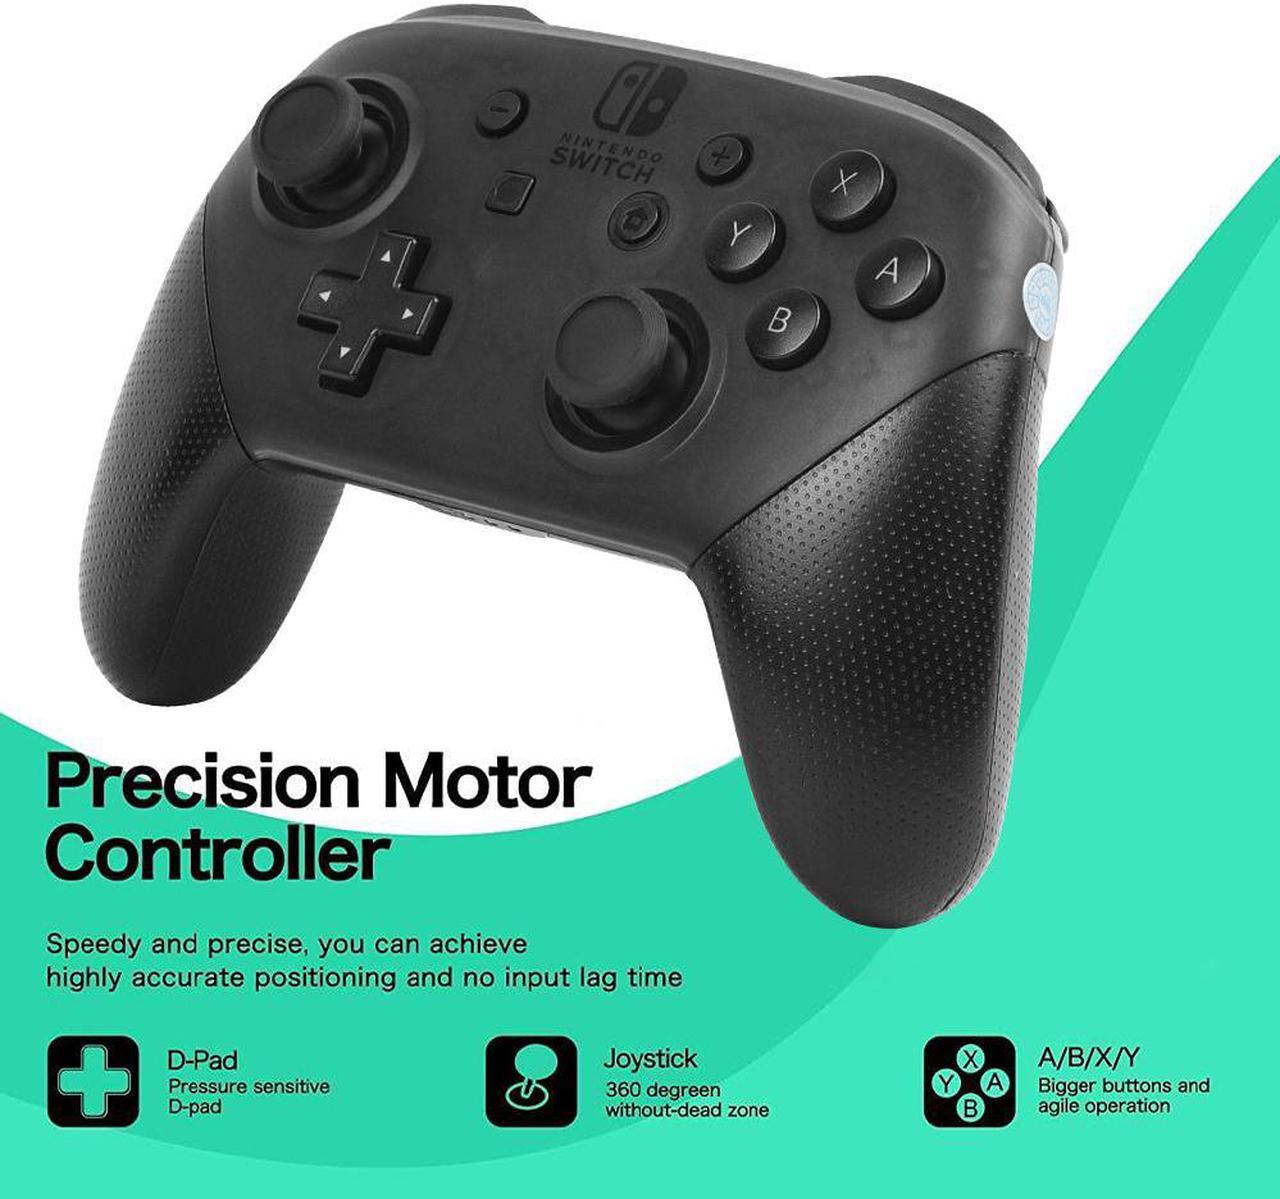 NINTENDO
SWITCH
X
Y
A
B
Precision Motor
Controller
Speedy and precise, you can achieve
highly accurate positioning and no input lag time
D-Pad
Pressure sensitive
D-pad
Joystick
360 degreen
without-dead zone
X
Y A
B
A/B/X/Y
Bigger buttons and
agile operation